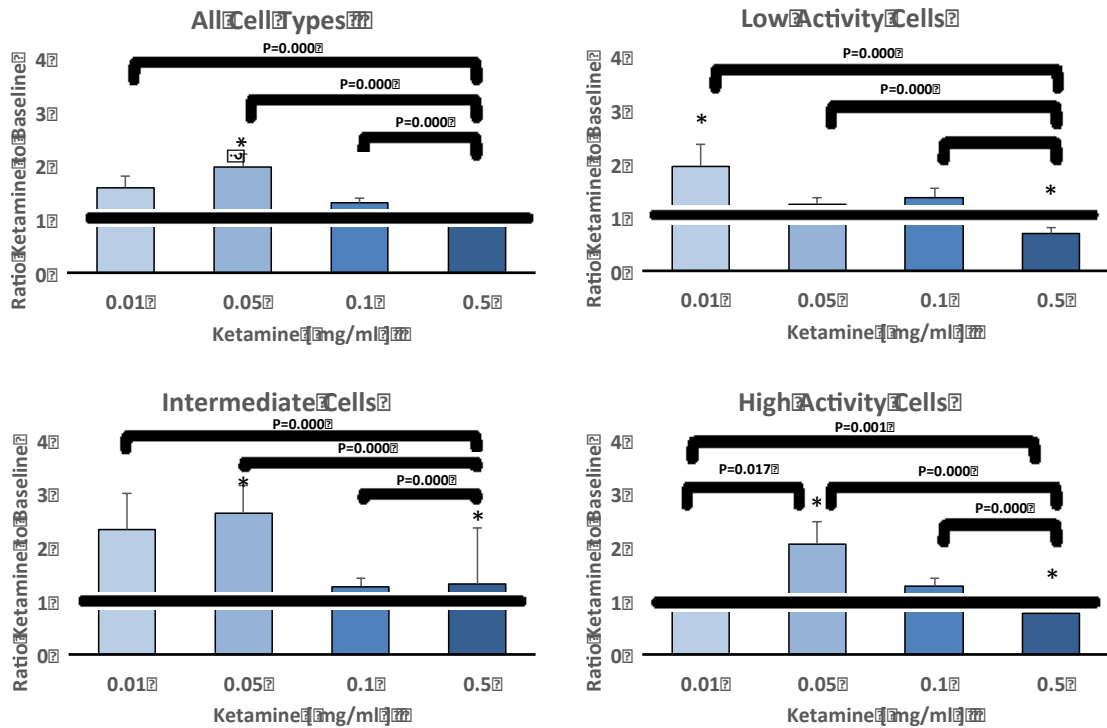 All Cell Types
Ratio Ketamine to Baseline
4
3
2
1
0
P=0.000
P=0.000
P=0.000
*
0.01 0.05 0.1 0.5
Ketamine [mg/ml]
Low Activity Cells
Ratio Ketamine to Baseline
4
3
2
1
0
P=0.000
P=0.000
*
*
0.01 0.05 0.1 0.5
Ketamine [mg/ml]
Intermediate Cells
Ratio Ketamine to Baseline
4
3
2
1
0
P=0.000
P=0.000
P=0.000
*
*
0.01 0.05 0.1 0.5
Ketamine [mg/ml]
High Activity Cells
Ratio Ketamine to Baseline
4
3
2
1
0
P=0.001
P=0.017
P=0.000
P=0.000
*
*
0.01 0.05 0.1 0.5
Ketamine [mg/ml]